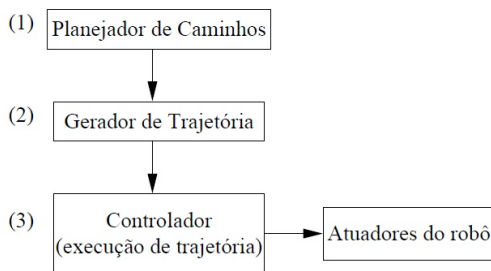 (1) Planejador de Caminhos
(2) Gerador de Trajetória
(3) Controlador
(execução de trajetória)
Atuadores do robô